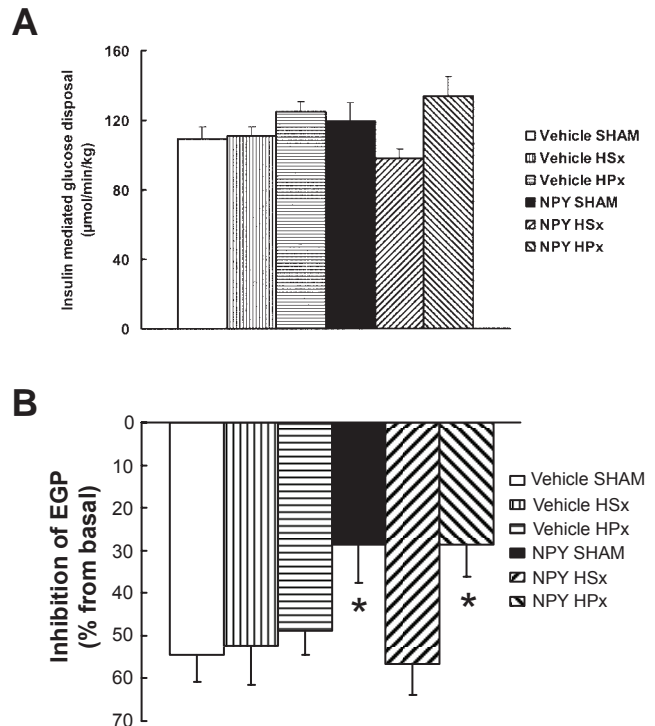 A
Insulin mediated glucose disposal
(µmol/min/kg)
160
120
80
40
0
Vehicle SHAM
Vehicle HSx
Vehicle HPx
NPY SHAM
NPY HSx
NPY HPx
B
Inhibition of EGP
(% from basal)
0
10
20
30
40
50
60
70
*
*
Vehicle SHAM
Vehicle HSx
Vehicle HPx
NPY SHAM
NPY HSx
NPY HPx